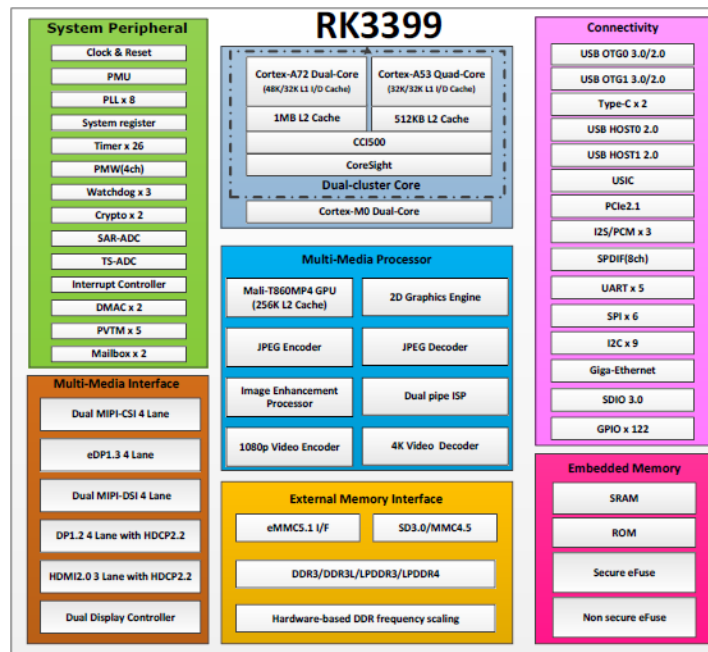 RK3399
System Peripheral
Clock & Reset
PMU
PLL x 8
System register
Timer x 26
PMW(4ch)
Watchdog x 3
Crypto x 2
SAR-ADC
TS-ADC
Interrupt Controller
DMAC x 2
PVTM x 5
Mailbox x 2
Multi-Media Interface
Dual MIPI-CSI 4 Lane
eDP1.3 4 Lane
Dual MIPI-DSI 4 Lane
DP1.2 4 Lane with HDCP2.2
HDMI2.0 3 Lane with HDCP2.2
Dual Display Controller
Cortex-A72 Dual-Core
(48K/32K L1 I/D Cache)
Cortex-A53 Quad-Core
(32K/32K L1 I/D Cache)
1MB L2 Cache
512KB L2 Cache
CCI500
CoreSight
Dual-cluster Core
Cortex-M0 Dual-Core
Multi-Media Processor
Mali-T860MP4 GPU
(256K L2 Cache)
2D Graphics Engine
JPEG Encoder
JPEG Decoder
Image Enhancement
Processor
Dual pipe ISP
1080p Video Encoder
4K Video Decoder
External Memory Interface
eMMC5.1 I/F
SD3.0/MMC4.5
DDR3/DDR3L/LPDDR3/LPDDR4
Hardware-based DDR frequency scaling
Connectivity
USB OTG0 3.0/2.0
USB OTG1 3.0/2.0
Type-C x 2
USB HOST0 2.0
USB HOST1 2.0
USIC
PCIe2.1
I2S/PCM x 3
SPDIF(8ch)
UART x 5
SPI x 6
I2C x 9
Giga-Ethernet
SDIO 3.0
GPIO x 122
Embedded Memory
SRAM
ROM
Secure eFuse
Non secure eFuse